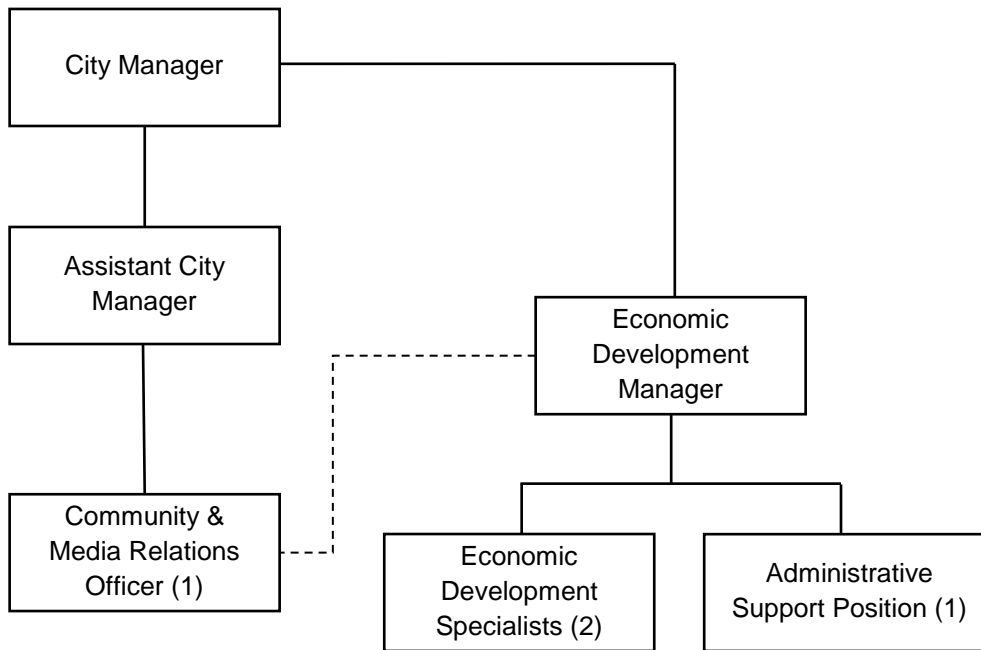 City Manager
Assistant City
Manager
Economic
Development
Manager
Community &
Media Relations
Officer (1)
Economic
Development
Specialists (2)
Administrative
Support Position (1)